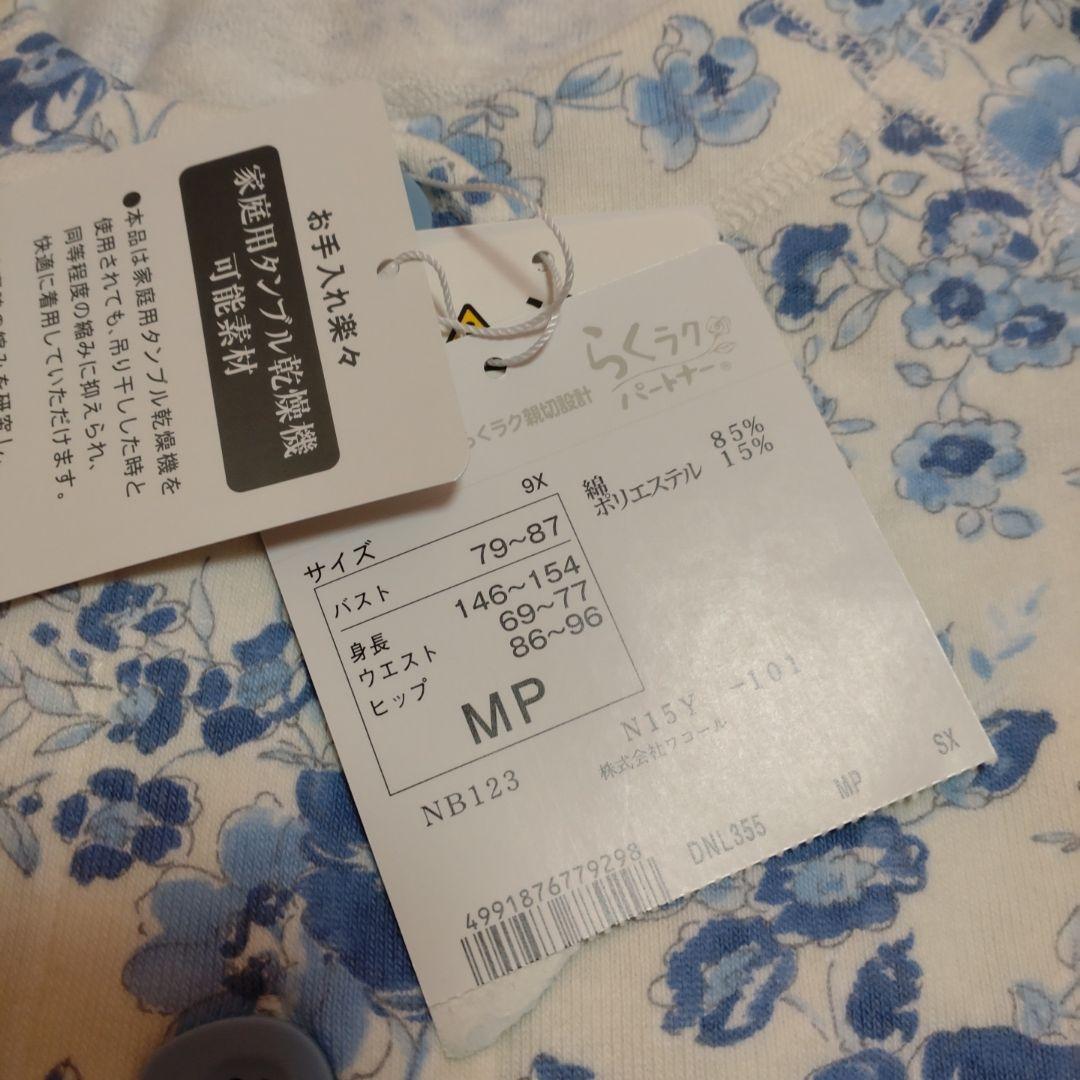 お手入れ楽々
家庭用タンブル乾燥機
可能素材
●本品は家庭用タンブル乾燥機を
使用されても、吊り干しした時と
同等程度の縮みに抑えられ、
快適に着用していただけます。
らくラク
パートナー®
らくラク親切設計
綿 85%
ポリエステル 15%
9X
サイズ
バスト 79~87
身長 146~154
ウエスト 69~77
ヒップ 86~96
MP
NB123
N15Y -101
株式会社ワコール
DNL355 MP SX
4991876779298